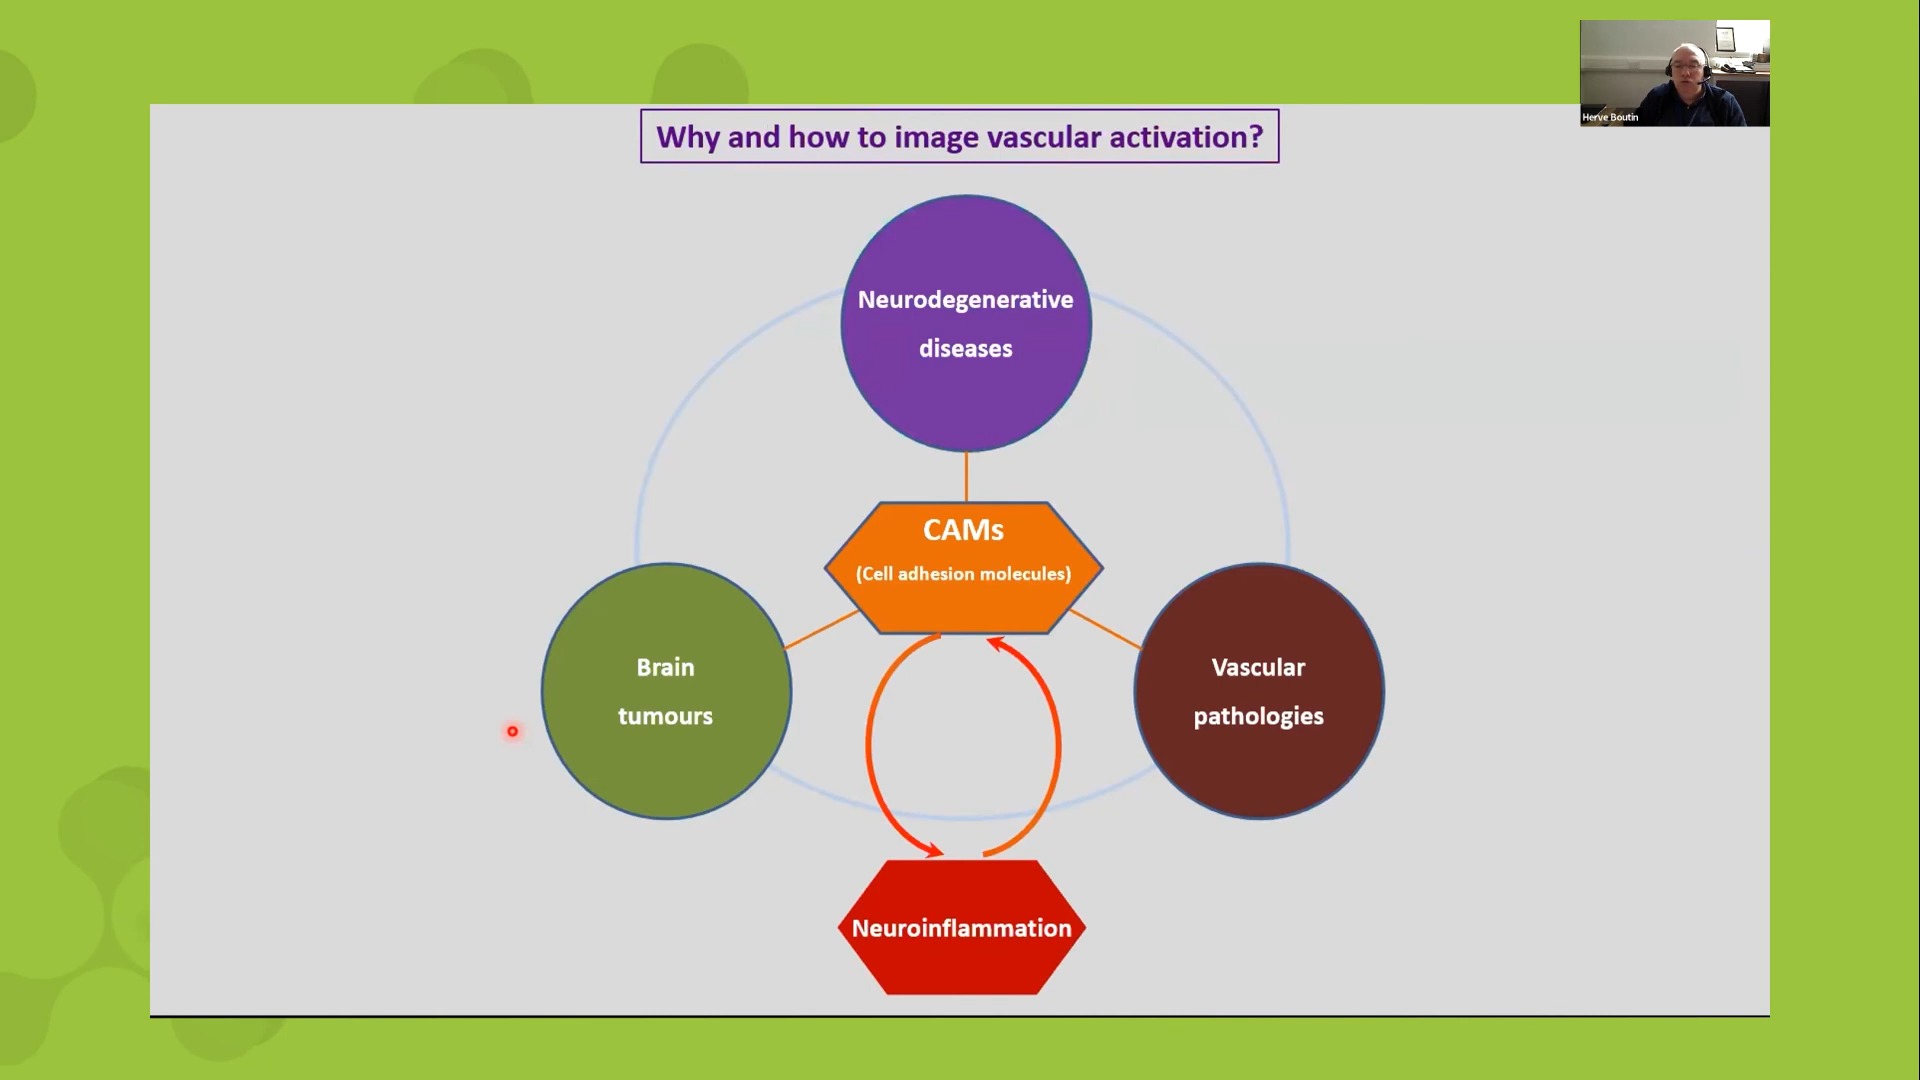 Herve Boutin
Why and how to image vascular activation?
Neurodegenerative
diseases
CAMs
(Cell adhesion molecules)
Brain
tumours
Vascular
pathologies
Neuroinflammation